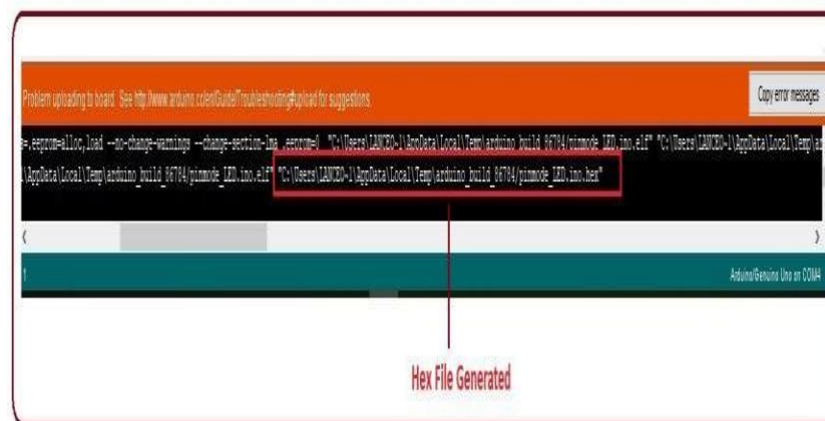 Problem uploading to board. See http://www.arduino.cc/en/Guide/Troubleshooting#upload for suggestions.
Copy error messages
s=.eeprom=alloc,load --no-change-warnings --change-section-lma .eeprom=0 "C:\Users\LANCEO~1\AppData\Local\Temp\arduino_build_86784/pinmode_LED.ino.elf" "C:\Users\LANCEO~1\AppData\Local\Temp\ar
l\AppData\Local\Temp\arduino_build_86784/pinmode_LED.ino.elf" "C:\Users\LANCEO~1\AppData\Local\Temp\arduino_build_86784/pinmode_LED.ino.hex"
1
Arduino/Genuino Uno on COM4
Hex File Generated